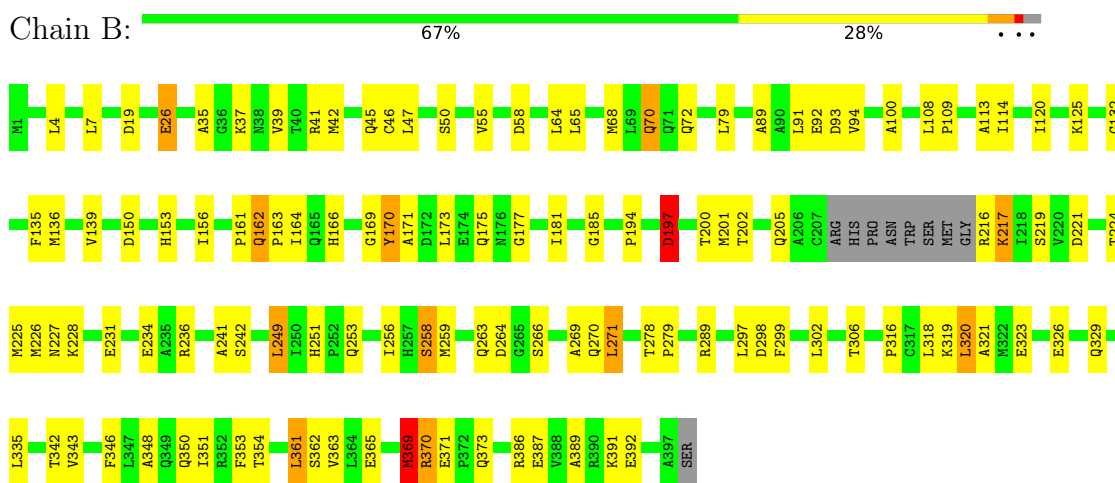 Chain B:
67% 28% • • •
M1 L4 L7 D19 E26 A35 G36 K37 N38 V39 T40 R41 M42 Q45 C46 L47 S50 V55 D58 L64 L65 M68 L69 Q70 Q71 Q72 L79 A89 A90 L91 E92 D93 V94 A100 L108 P109 A113 I114 I120 K125
F135 M136 V139 D150 H153 I156 P161 Q162 P163 I164 Q165 H166 G169 Y170 A171 D172 L173 E174 Q175 N176 G177 I181 G185 P194 D197 T200 M201 T202 Q205 A206 C207 ARG HIS PRO ASN TRP SER MET GLY R216 K217 I218 S219 V220 D221
M225 M226 N227 K228 E231 E234 A235 R236 A241 S242 L249 I250 H251 P252 Q253 I256 H257 S258 M259 Q263 D264 G265 S266 A269 Q270 L271 T278 P279 R289 L297 D298 F299 L302 T306 P316 C317 L318 K319 L320 A321 M322 E323 E326 Q329
L335 T342 V343 F346 L347 A348 Q349 Q350 I351 R352 F353 T354 L361 S362 V363 L364 E365 M369 R370 E371 P372 Q373 R386 E387 V388 A389 R390 K391 E392 A397 SER